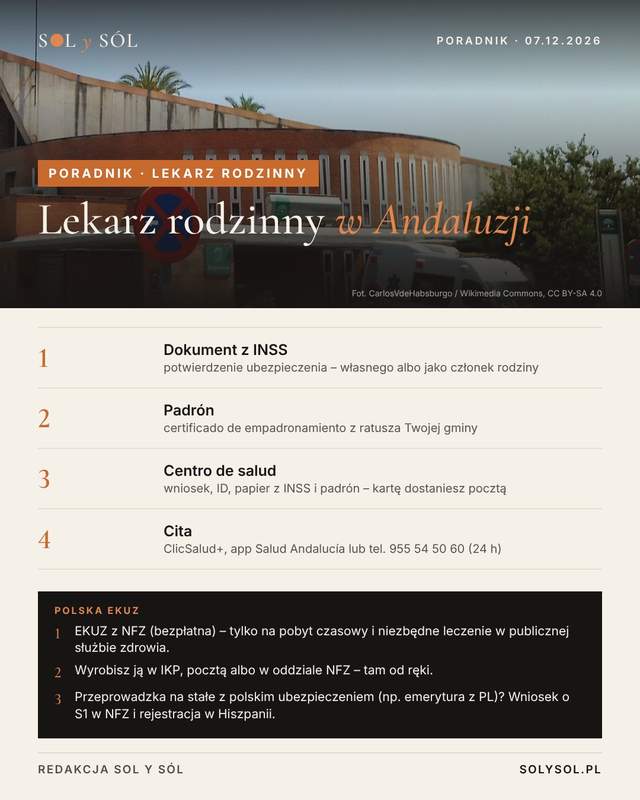 SOL y SÓL
PORADNIK · 07.12.2026
PORADNIK · LEKARZ RODZINNY
Lekarz rodzinny w Andaluzji
Fot. CarlosVdeHabsburgo / Wikimedia Commons, CC BY-SA 4.0
1
Dokument z INSS
potwierdzenie ubezpieczenia – własnego albo jako członek rodziny
2
Padrón
certificado de empadronamiento z ratusza Twojej gminy
3
Centro de salud
wniosek, ID, papier z INSS i padrón – kartę dostaniesz pocztą
4
Cita
ClicSalud+, app Salud Andalucía lub tel. 955 54 50 60 (24 h)
POLSKA EKUZ
1 EKUZ z NFZ (bezpłatna) – tylko na pobyt czasowy i niezbędne leczenie w publicznej
służbie zdrowia.
2 Wyrobisz ją w IKP, pocztą albo w oddziale NFZ – tam od ręki.
3 Przeprowadzka na stałe z polskim ubezpieczeniem (np. emerytura z PL)? Wniosek o
S1 w NFZ i rejestracja w Hiszpanii.
REDAKCJA SOL Y SÓL
SOLYSOL.PL